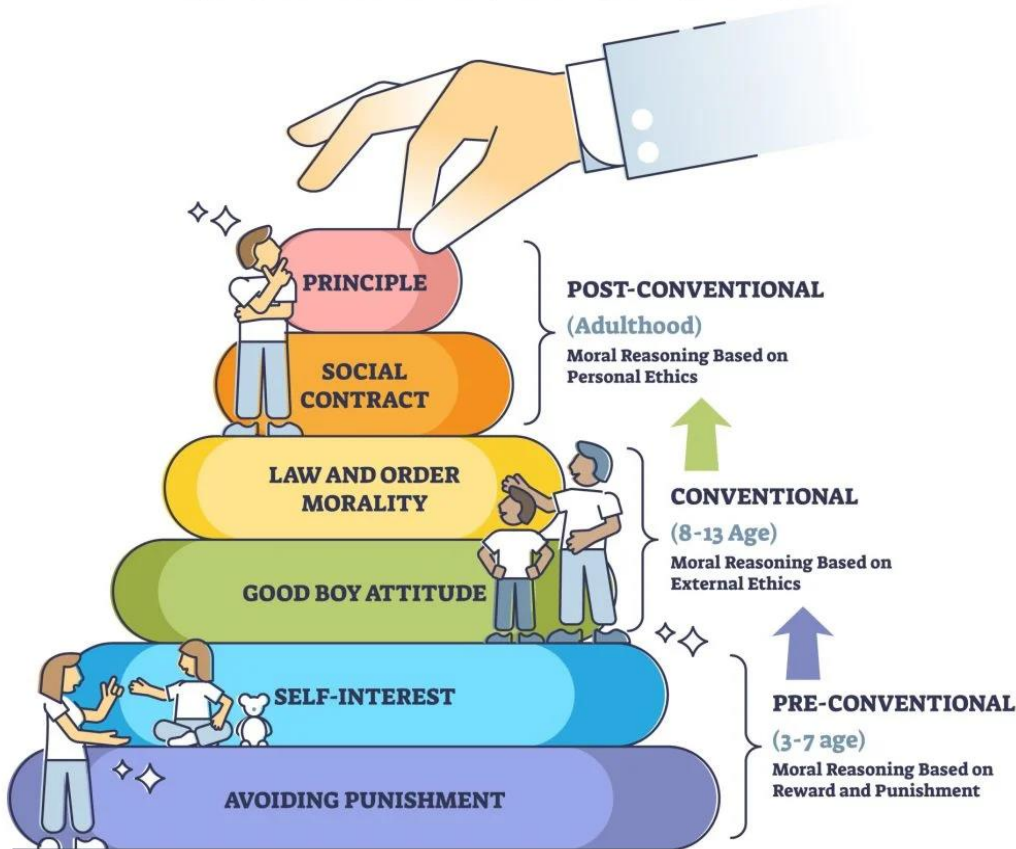 PRINCIPLE
SOCIAL
CONTRACT
LAW AND ORDER
MORALITY
GOOD BOY ATTITUDE
SELF-INTEREST
AVOIDING PUNISHMENT
POST-CONVENTIONAL
(Adulthood)
Moral Reasoning Based on
Personal Ethics
CONVENTIONAL
(8-13 Age)
Moral Reasoning Based on
External Ethics
PRE-CONVENTIONAL
(3-7 age)
Moral Reasoning Based on
Reward and Punishment